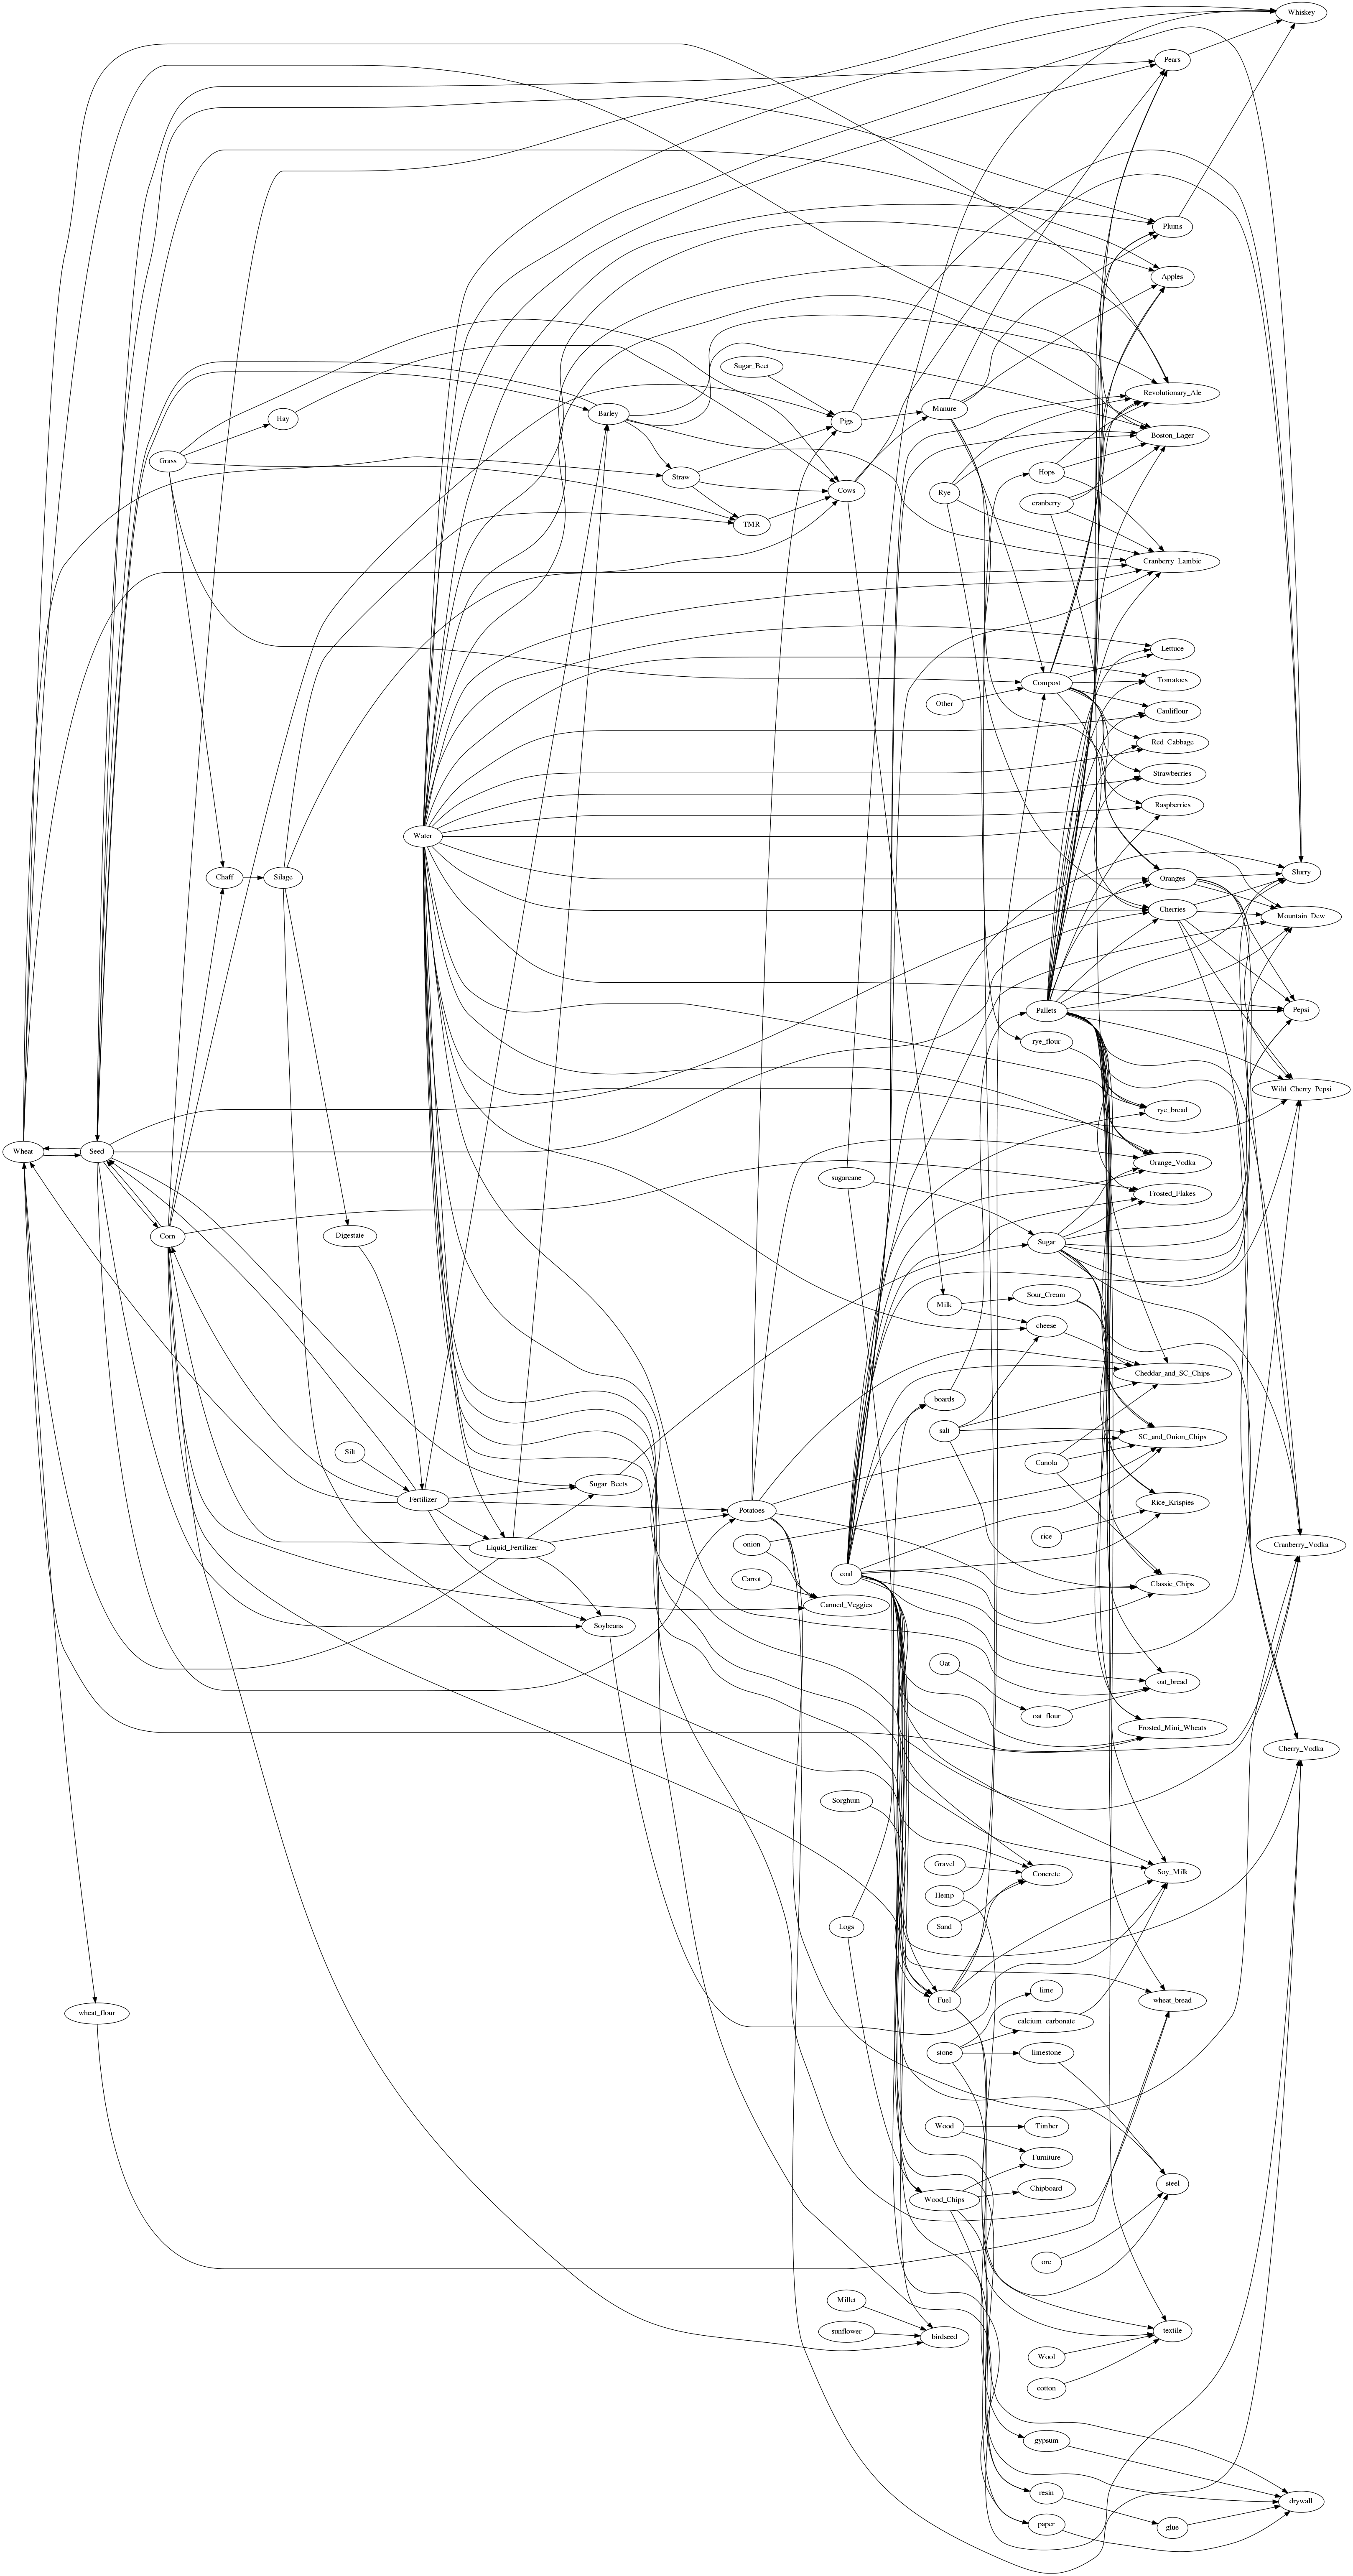 Whiskey
Pears
Plums
Apples
Sugar_Beet
Revolutionary_Ale
Manure
Barley
Hay
Pigs
Boston_Lager
Grass
Hops
Straw
Cows
Rye
cranberry
TMR
Cranberry_Lambic
Lettuce
Tomatoes
Compost
Other
Cauliflour
Red_Cabbage
Strawberries
Raspberries
Water
Slurry
Chaff
Silage
Oranges
Cherries
Mountain_Dew
Pallets
Pepsi
rye_flour
Wild_Cherry_Pepsi
rye_bread
Wheat
Seed
Orange_Vodka
sugarcane
Frosted_Flakes
Corn
Digestate
Sugar
Sour_Cream
Milk
cheese
Cheddar_and_SC_Chips
boards
salt
SC_and_Onion_Chips
Silt
Canola
Sugar_Beets
Fertilizer
Rice_Krispies
Potatoes
rice
onion
Cranberry_Vodka
Liquid_Fertilizer
coal
Carrot
Classic_Chips
Canned_Veggies
Soybeans
Oat
oat_bread
oat_flour
Frosted_Mini_Wheats
Cherry_Vodka
Sorghum
Gravel
Soy_Milk
Concrete
Hemp
Logs
Sand
lime
Fuel
wheat_bread
wheat_flour
calcium_carbonate
stone
limestone
Wood
Timber
Furniture
steel
Chipboard
Wood_Chips
ore
Millet
sunflower
textile
birdseed
Wool
cotton
gypsum
resin
drywall
paper
glue